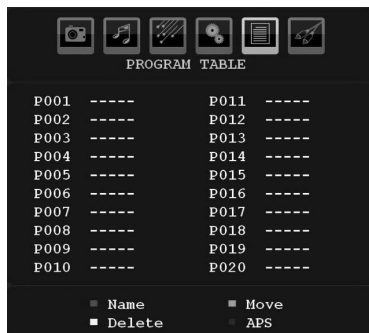 PROGRAM TABLE
P001 ----- P011 -----
P002 ----- P012 -----
P003 ----- P013 -----
P004 ----- P014 -----
P005 ----- P015 -----
P006 ----- P016 -----
P007 ----- P017 -----
P008 ----- P018 -----
P009 ----- P019 -----
P010 ----- P020 -----
Name Move
Delete APS